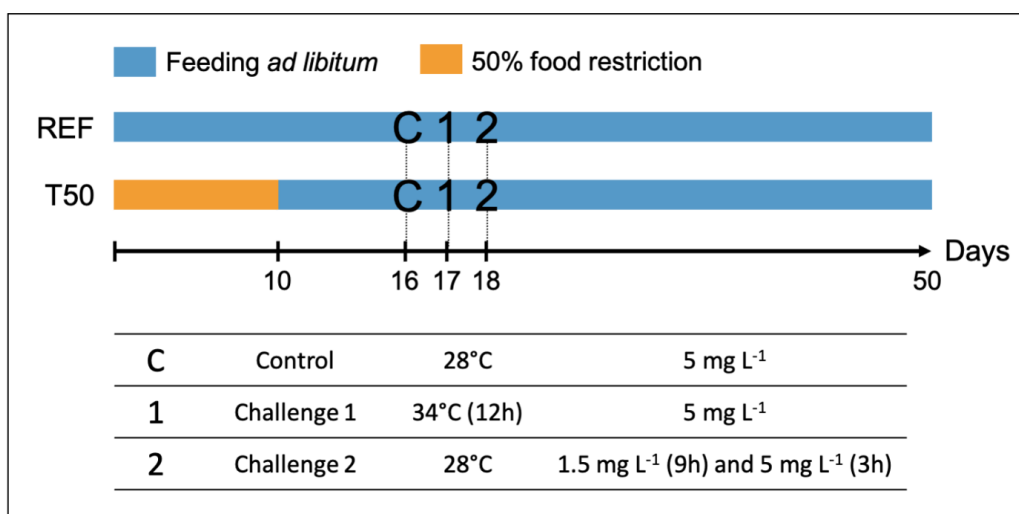 Feeding ad libitum 50% food restriction
REF C 1 2
T50 C 1 2
Days
10 16 17 18 50
C Control 28°C 5 mg L⁻¹
1 Challenge 1 34°C (12h) 5 mg L⁻¹
2 Challenge 2 28°C 1.5 mg L⁻¹ (9h) and 5 mg L⁻¹ (3h)